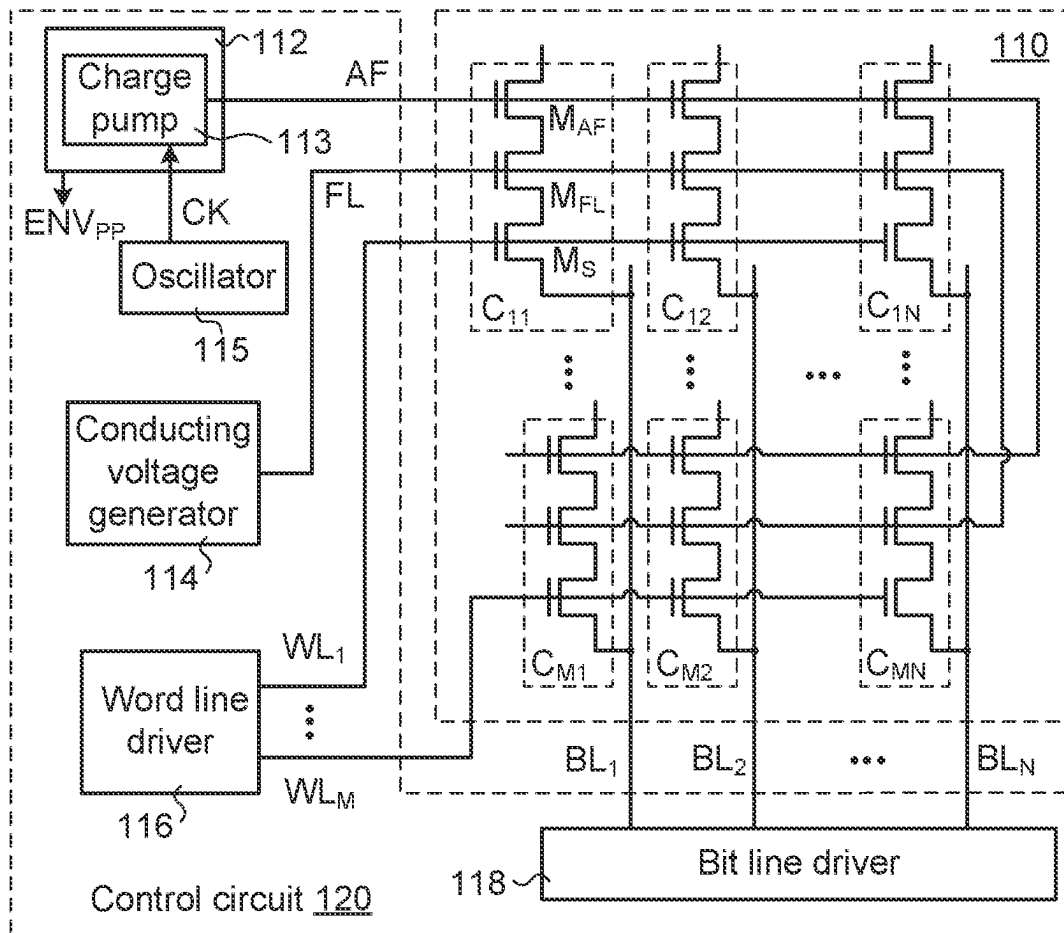 112
110
Charge
pump
AF
113
M_AF
FL
M_FL
ENV_PP
CK
M_S
Oscillator
115
C_11
C_12
C_1N
Conducting
voltage
generator
114
WL_1
C_M1
C_M2
C_MN
Word line
driver
WL_M
BL_1
BL_2
BL_N
116
Bit line driver
118
Control circuit 120